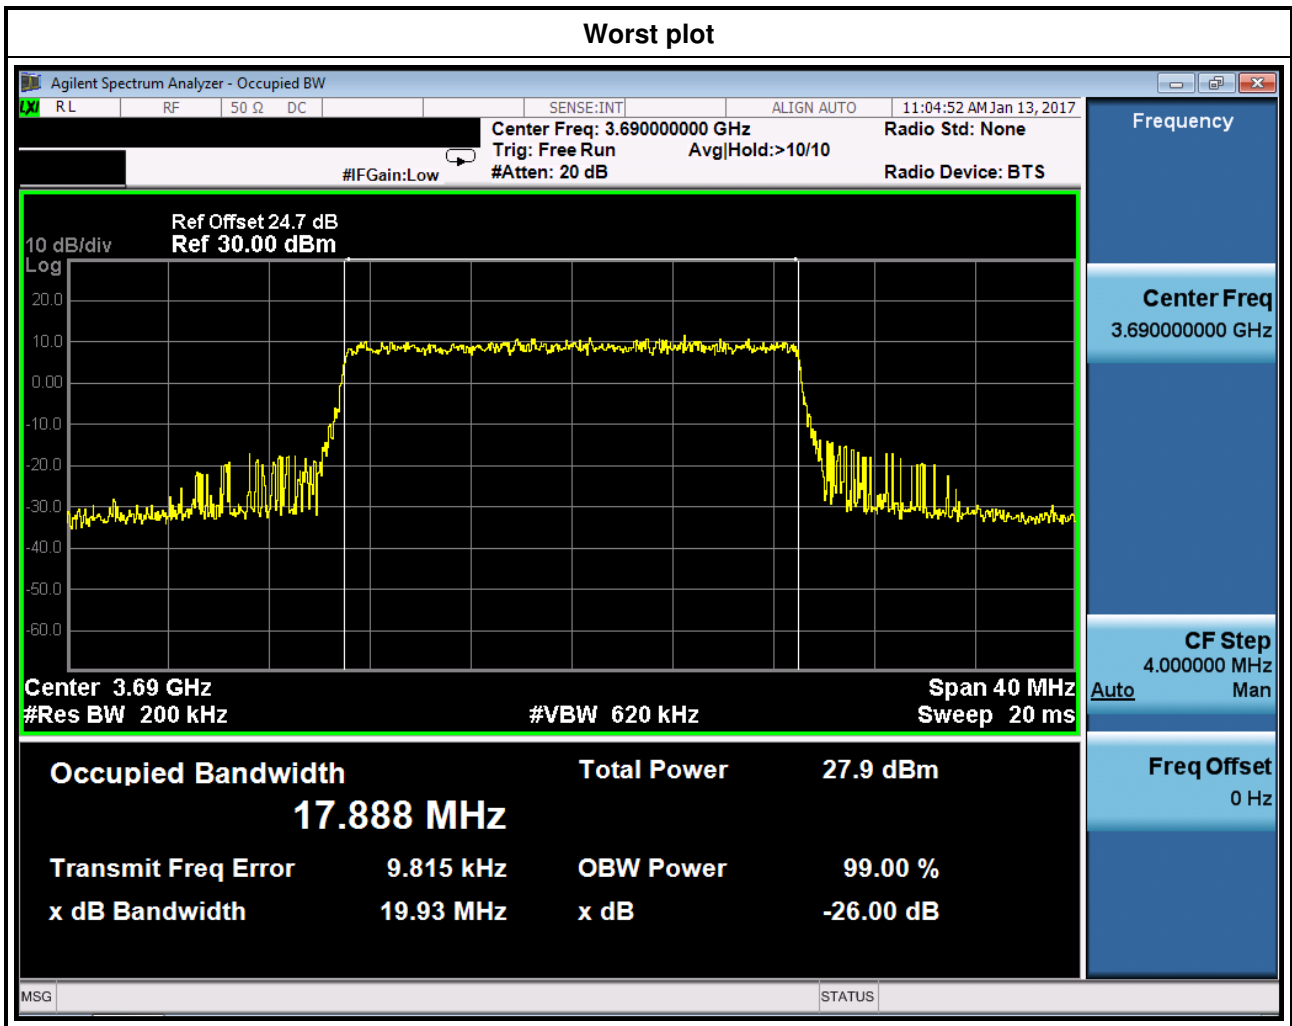 Worst plot
Agilent Spectrum Analyzer - Occupied BW
LXI RL RF 50 Ω DC SENSE:INT ALIGN AUTO 11:04:52 AM Jan 13, 2017
Center Freq: 3.690000000 GHz Radio Std: None
Trig: Free Run Avg|Hold:>10/10
#IFGain:Low #Atten: 20 dB Radio Device: BTS
Frequency
Ref Offset 24.7 dB
10 dB/div Ref 30.00 dBm
Log
20.0
10.0
0.00
-10.0
-20.0
-30.0
-40.0
-50.0
-60.0
Center 3.69 GHz Span 40 MHz
#Res BW 200 kHz #VBW 620 kHz Sweep 20 ms
Center Freq
3.690000000 GHz
CF Step
4.000000 MHz
Auto Man
Freq Offset
0 Hz
Occupied Bandwidth Total Power 27.9 dBm
17.888 MHz
Transmit Freq Error 9.815 kHz OBW Power 99.00 %
x dB Bandwidth 19.93 MHz x dB -26.00 dB
MSG STATUS